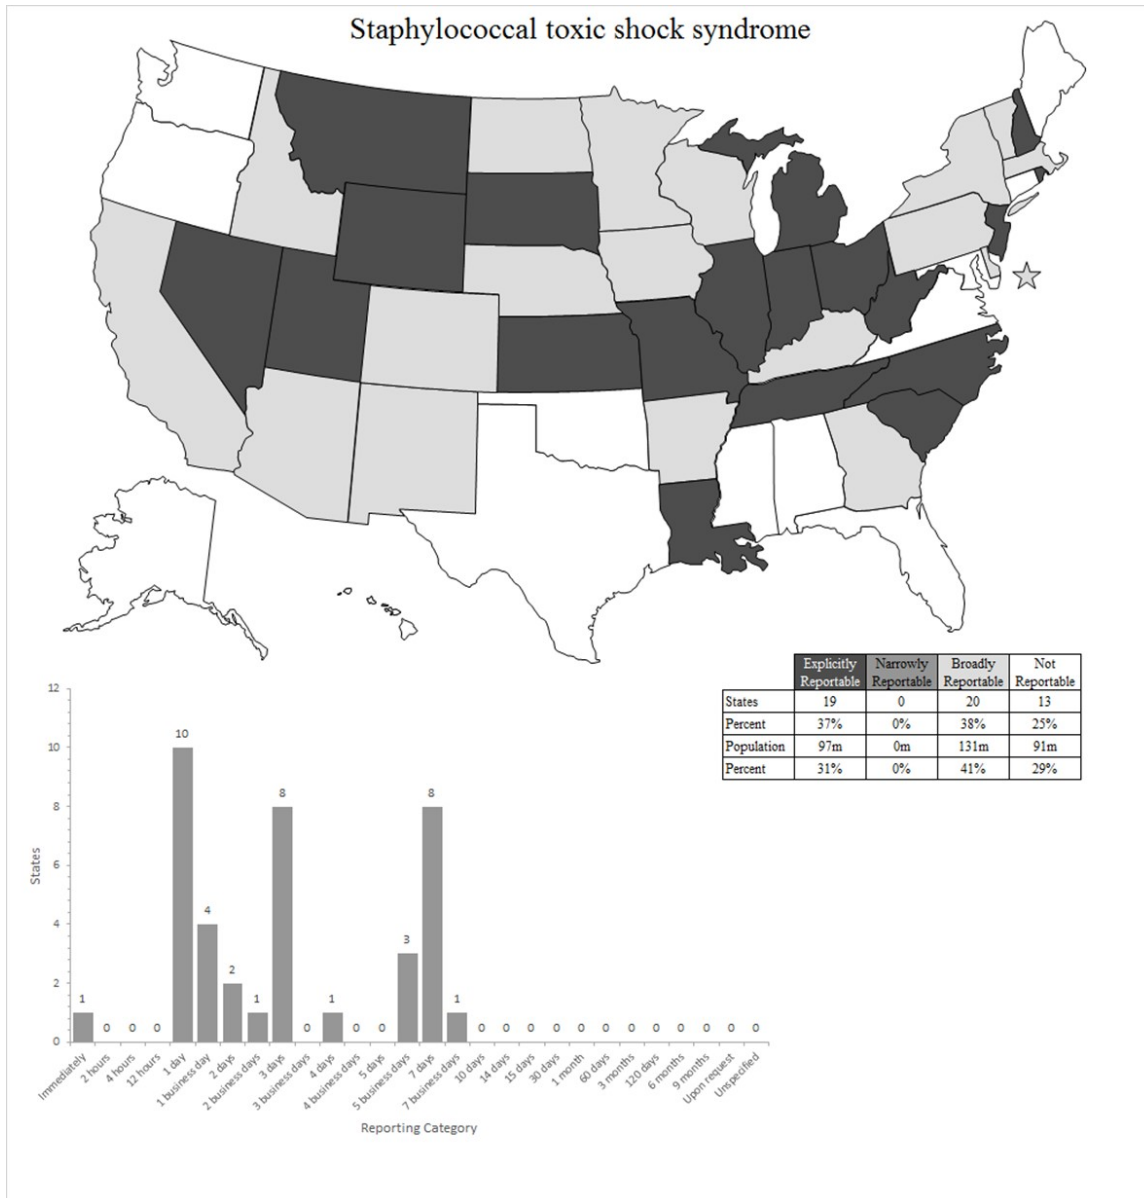 Staphylococcal toxic shock syndrome
Explicitly Reportable Narrowly Reportable Broadly Reportable Not Reportable
States 19 0 20 13
Percent 37% 0% 38% 25%
Population 97m 0m 131m 91m
Percent 31% 0% 41% 29%
12
10
8
6
4
2
0
States
1 0 0 0 10 4 2 1 8 0 1 0 0 3 8 1 0 0 0 0 0 0 0 0 0 0 0 0
Immediately
2 hours
4 hours
12 hours
1 day
1 business day
2 days
2 business days
3 days
3 business days
4 days
4 business days
5 days
5 business days
7 days
7 business days
10 days
14 days
15 days
30 days
1 month
60 days
3 months
120 days
6 months
9 months
Upon request
Unspecified
Reporting Category